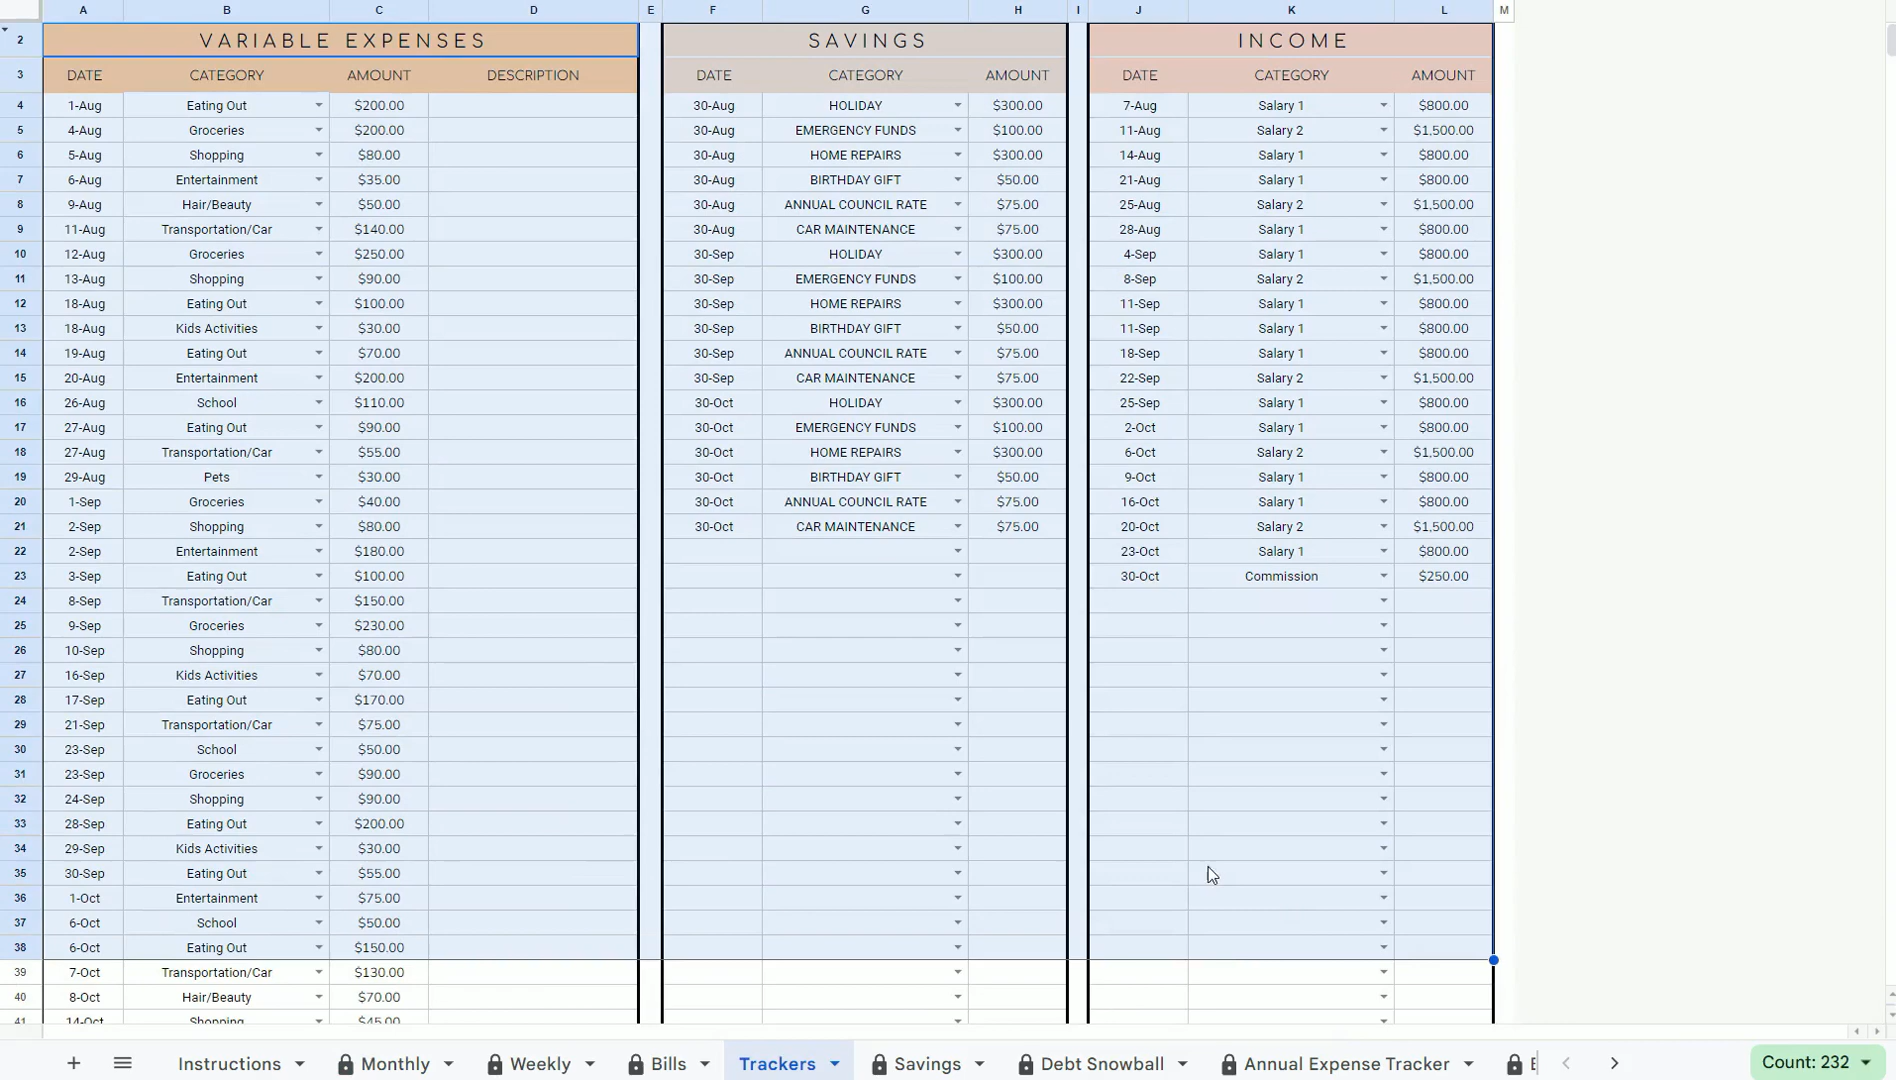 A B C D E F G H I J K L M
2 VARIABLE EXPENSES SAVINGS INCOME
3 DATE CATEGORY AMOUNT DESCRIPTION DATE CATEGORY AMOUNT DATE CATEGORY AMOUNT
4 1-Aug Eating Out $200.00 30-Aug HOLIDAY $300.00 7-Aug Salary 1 $800.00
5 4-Aug Groceries $200.00 30-Aug EMERGENCY FUNDS $100.00 11-Aug Salary 2 $1,500.00
6 5-Aug Shopping $80.00 30-Aug HOME REPAIRS $300.00 14-Aug Salary 1 $800.00
7 6-Aug Entertainment $35.00 30-Aug BIRTHDAY GIFT $50.00 21-Aug Salary 1 $800.00
8 9-Aug Hair/Beauty $50.00 30-Aug ANNUAL COUNCIL RATE $75.00 25-Aug Salary 2 $1,500.00
9 11-Aug Transportation/Car $140.00 30-Aug CAR MAINTENANCE $75.00 28-Aug Salary 1 $800.00
10 12-Aug Groceries $250.00 30-Sep HOLIDAY $300.00 4-Sep Salary 1 $800.00
11 13-Aug Shopping $90.00 30-Sep EMERGENCY FUNDS $100.00 8-Sep Salary 2 $1,500.00
12 18-Aug Eating Out $100.00 30-Sep HOME REPAIRS $300.00 11-Sep Salary 1 $800.00
13 18-Aug Kids Activities $30.00 30-Sep BIRTHDAY GIFT $50.00 11-Sep Salary 1 $800.00
14 19-Aug Eating Out $70.00 30-Sep ANNUAL COUNCIL RATE $75.00 18-Sep Salary 1 $800.00
15 20-Aug Entertainment $200.00 30-Sep CAR MAINTENANCE $75.00 22-Sep Salary 2 $1,500.00
16 26-Aug School $110.00 30-Oct HOLIDAY $300.00 25-Sep Salary 1 $800.00
17 27-Aug Eating Out $90.00 30-Oct EMERGENCY FUNDS $100.00 2-Oct Salary 1 $800.00
18 27-Aug Transportation/Car $55.00 30-Oct HOME REPAIRS $300.00 6-Oct Salary 2 $1,500.00
19 29-Aug Pets $30.00 30-Oct BIRTHDAY GIFT $50.00 9-Oct Salary 1 $800.00
20 1-Sep Groceries $40.00 30-Oct ANNUAL COUNCIL RATE $75.00 16-Oct Salary 1 $800.00
21 2-Sep Shopping $80.00 30-Oct CAR MAINTENANCE $75.00 20-Oct Salary 2 $1,500.00
22 2-Sep Entertainment $180.00 23-Oct Salary 1 $800.00
23 3-Sep Eating Out $100.00 30-Oct Commission $250.00
24 8-Sep Transportation/Car $150.00
25 9-Sep Groceries $230.00
26 10-Sep Shopping $80.00
27 16-Sep Kids Activities $70.00
28 17-Sep Eating Out $170.00
29 21-Sep Transportation/Car $75.00
30 23-Sep School $50.00
31 23-Sep Groceries $90.00
32 24-Sep Shopping $90.00
33 28-Sep Eating Out $200.00
34 29-Sep Kids Activities $30.00
35 30-Sep Eating Out $55.00
36 1-Oct Entertainment $75.00
37 6-Oct School $50.00
38 6-Oct Eating Out $150.00
39 7-Oct Transportation/Car $130.00
40 8-Oct Hair/Beauty $70.00
41 14-Oct Shopping $45.00
Instructions Monthly Weekly Bills Trackers Savings Debt Snowball Annual Expense Tracker Count: 232